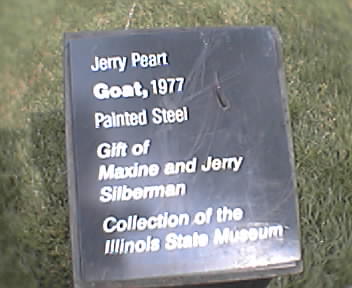 Jerry Peart
Goat, 1977
Painted Steel
Gift of
Maxine and Jerry
Silberman
Collection of the
Illinois State Museum